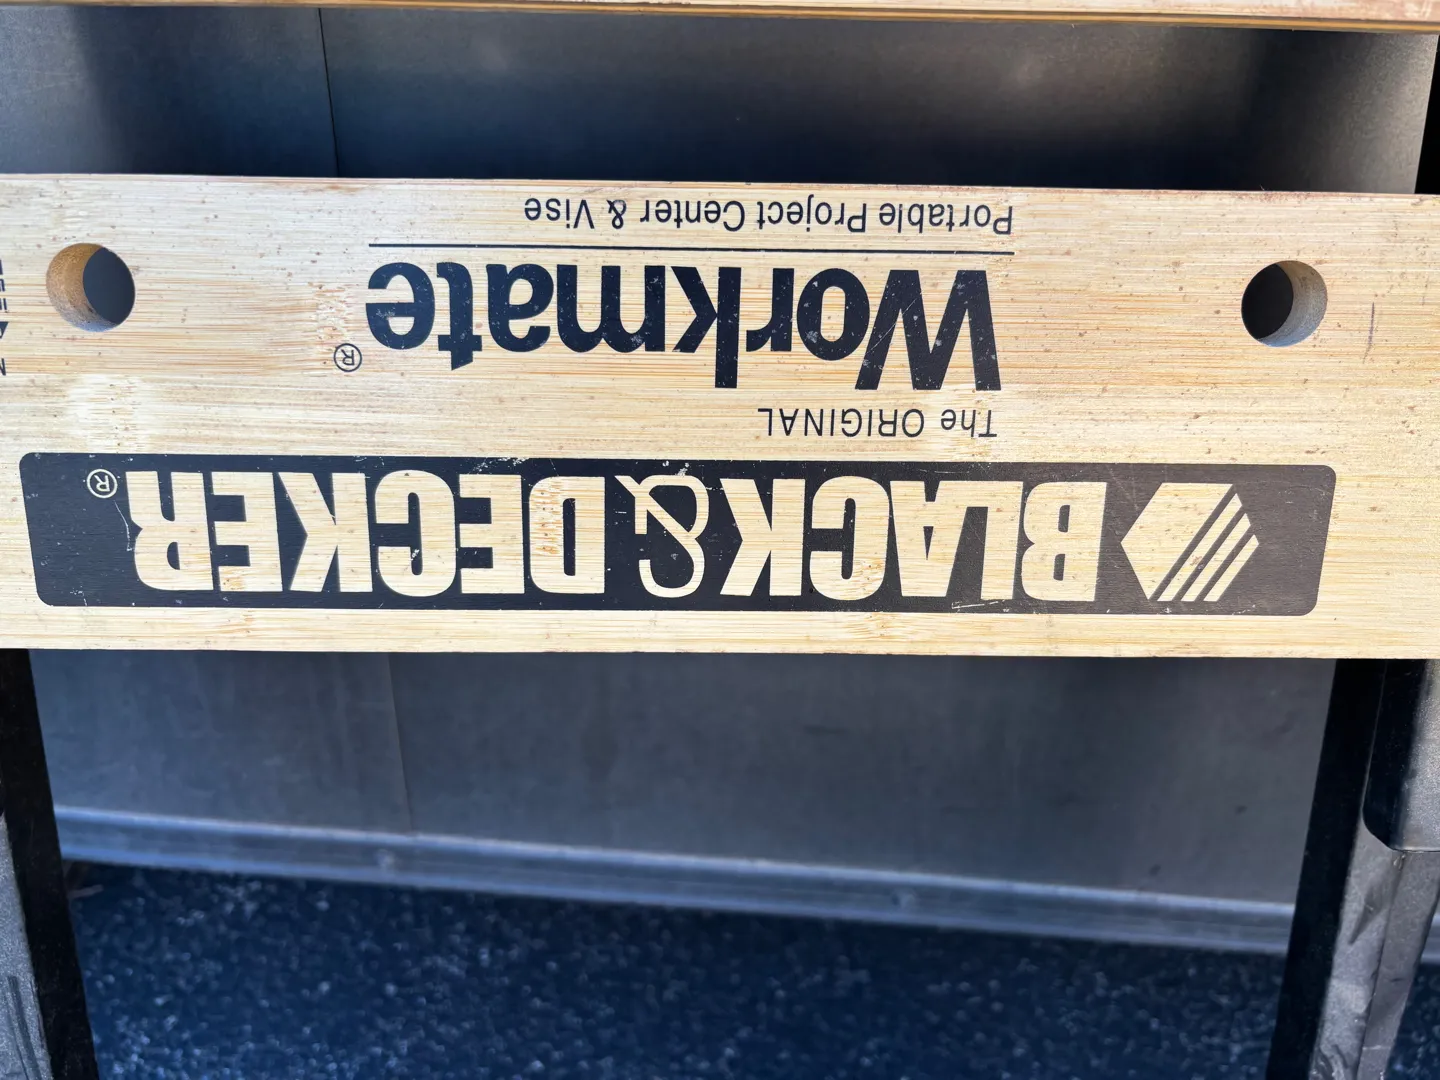 BLACK & DECKER®
The ORIGINAL
Workmate®
Portable Project Center & Vise